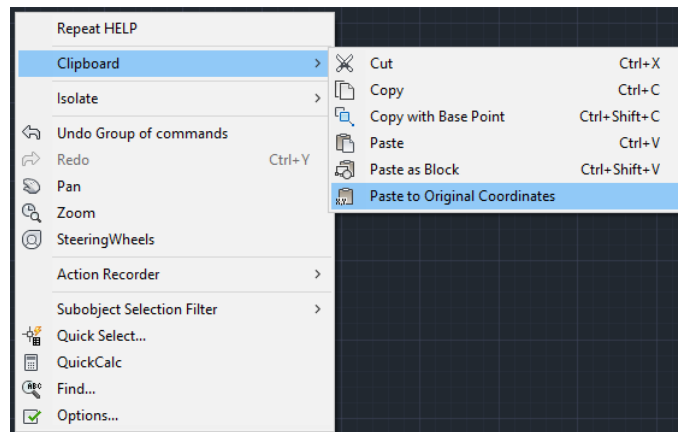 Repeat HELP
Clipboard
Isolate
Undo Group of commands
Redo Ctrl+Y
Pan
Zoom
SteeringWheels
Action Recorder
Subobject Selection Filter
Quick Select...
QuickCalc
Find...
Options...
Cut Ctrl+X
Copy Ctrl+C
Copy with Base Point Ctrl+Shift+C
Paste Ctrl+V
Paste as Block Ctrl+Shift+V
Paste to Original Coordinates